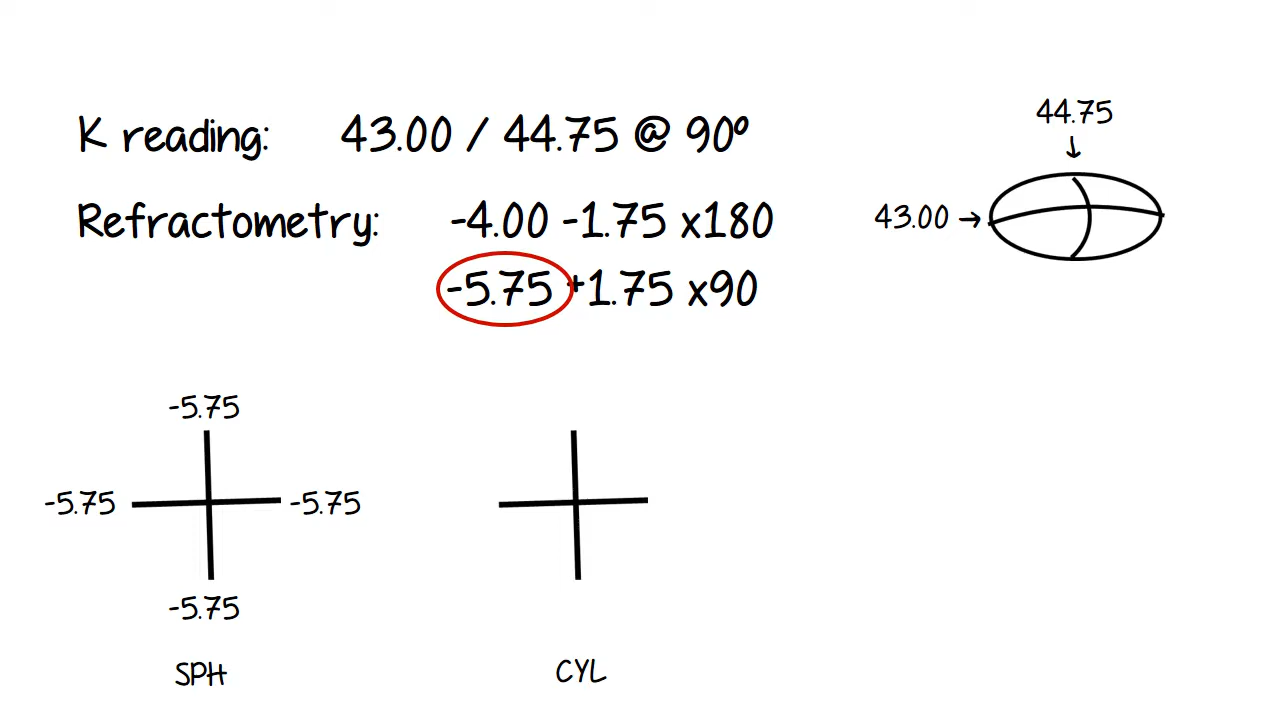 K reading: 43.00 / 44.75 @ 90º
44.75
↓
43.00 →
Refractometry: -4.00 -1.75 x180
-5.75 +1.75 x90
-5.75
-5.75 -5.75
-5.75
SPH
CYL